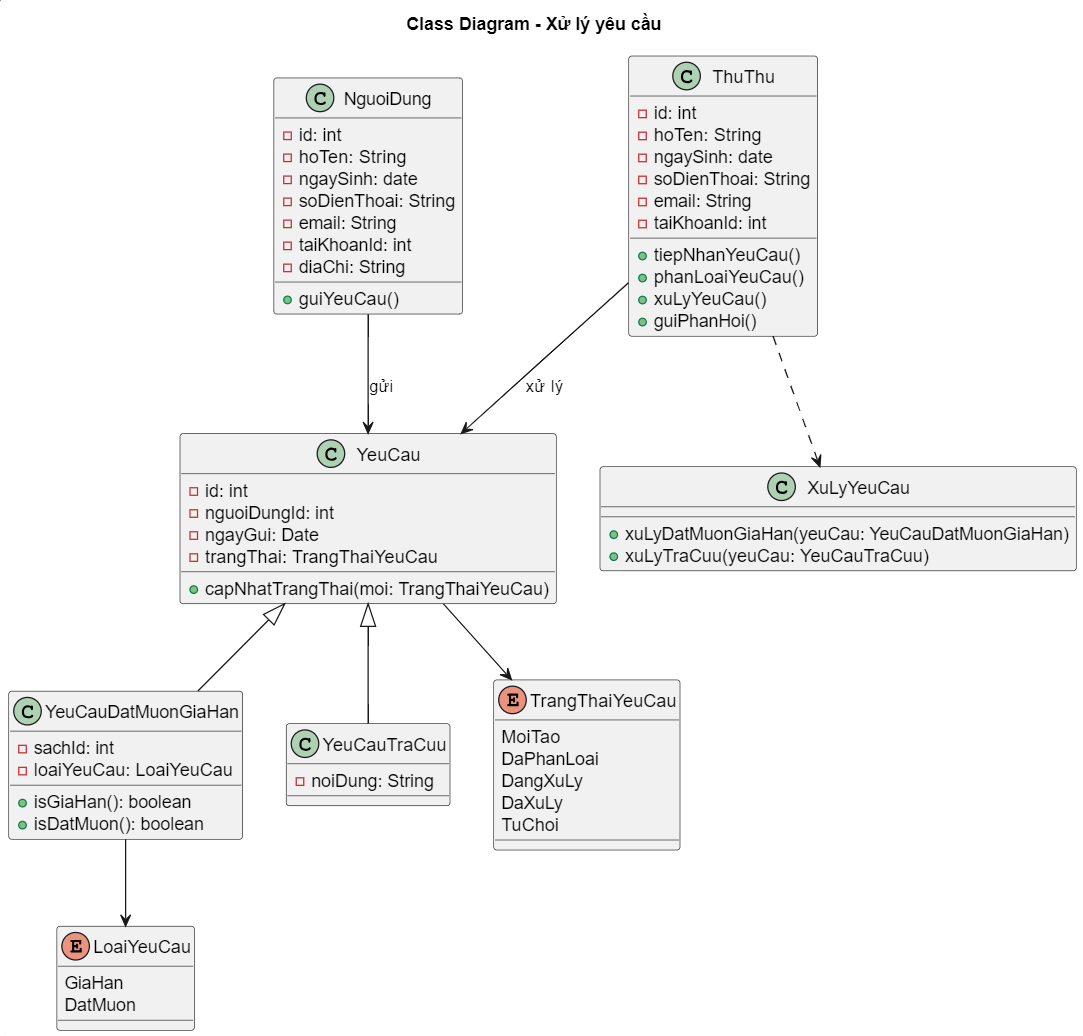 Class Diagram - Xử lý yêu cầu
C NguoiDung
id: int
hoTen: String
ngaySinh: date
soDienThoai: String
email: String
taiKhoanId: int
diaChi: String
guiYeuCau()
C ThuThu
id: int
hoTen: String
ngaySinh: date
soDienThoai: String
email: String
taiKhoanId: int
tiepNhanYeuCau()
phanLoaiYeuCau()
xuLyYeuCau()
guiPhanHoi()
gửi
xử lý
C YeuCau
id: int
nguoiDungId: int
ngayGui: Date
trangThai: TrangThaiYeuCau
capNhatTrangThai(moi: TrangThaiYeuCau)
C XuLyYeuCau
xuLyDatMuonGiaHan(yeuCau: YeuCauDatMuonGiaHan)
xuLyTraCuu(yeuCau: YeuCauTraCuu)
C YeuCauDatMuonGiaHan
sachId: int
loaiYeuCau: LoaiYeuCau
isGiaHan(): boolean
isDatMuon(): boolean
C YeuCauTraCuu
noiDung: String
E TrangThaiYeuCau
MoiTao
DaPhanLoai
DangXuLy
DaXuLy
TuChoi
E LoaiYeuCau
GiaHan
DatMuon